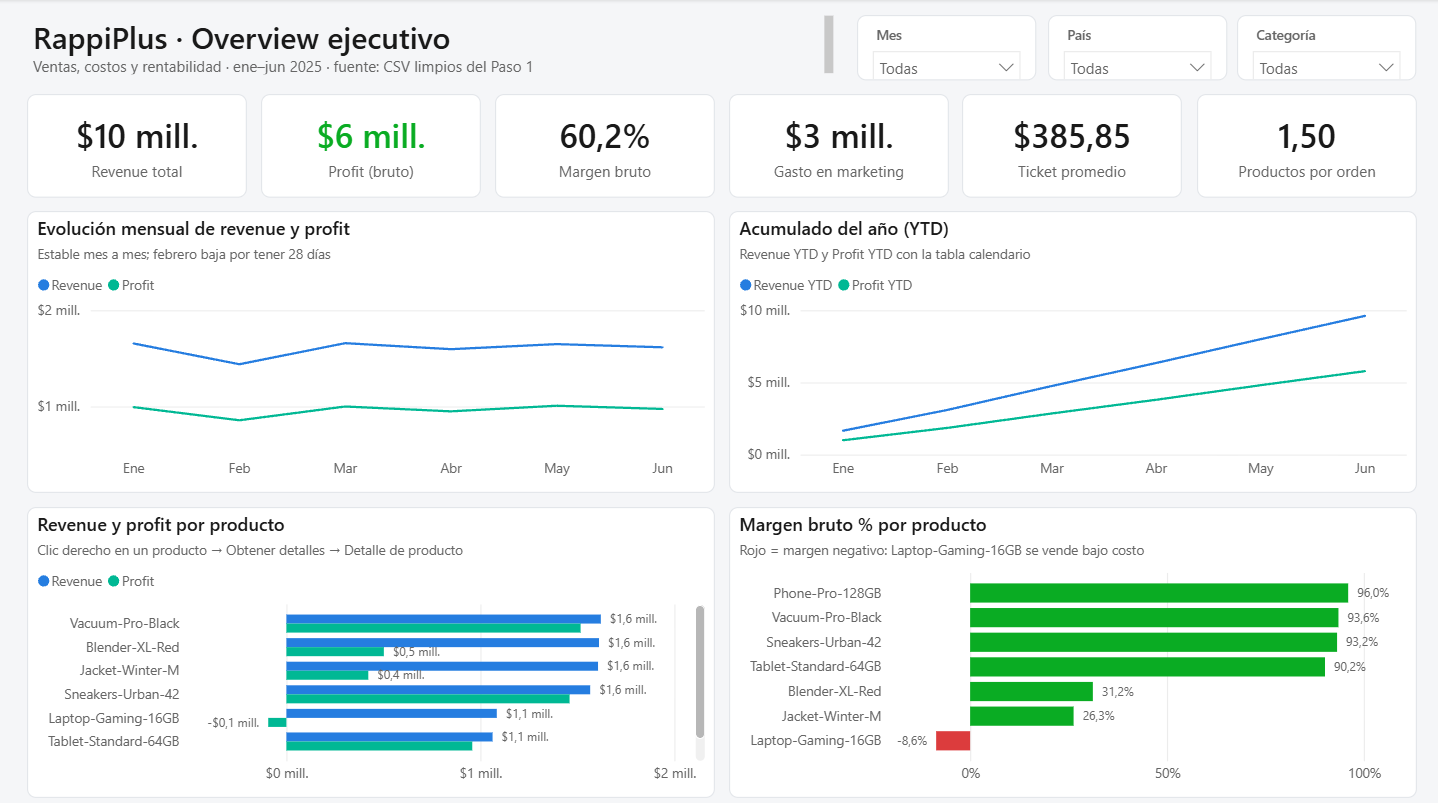 RappiPlus · Overview ejecutivo
Ventas, costos y rentabilidad · ene–jun 2025 · fuente: CSV limpios del Paso 1
Mes
Todas
País
Todas
Categoría
Todas
$10 mill.
Revenue total
$6 mill.
Profit (bruto)
60,2%
Margen bruto
$3 mill.
Gasto en marketing
$385,85
Ticket promedio
1,50
Productos por orden
Evolución mensual de revenue y profit
Estable mes a mes; febrero baja por tener 28 días
Revenue Profit
$2 mill.
$1 mill.
Ene Feb Mar Abr May Jun
Acumulado del año (YTD)
Revenue YTD y Profit YTD con la tabla calendario
Revenue YTD Profit YTD
$10 mill.
$5 mill.
$0 mill.
Ene Feb Mar Abr May Jun
Revenue y profit por producto
Clic derecho en un producto → Obtener detalles → Detalle de producto
Revenue Profit
Vacuum-Pro-Black $1,6 mill.
Blender-XL-Red $1,6 mill.
$0,5 mill.
Jacket-Winter-M $1,6 mill.
$0,4 mill.
Sneakers-Urban-42 $1,6 mill.
Laptop-Gaming-16GB $1,1 mill.
-$0,1 mill.
Tablet-Standard-64GB $1,1 mill.
$0 mill. $1 mill. $2 mill.
Margen bruto % por producto
Rojo = margen negativo: Laptop-Gaming-16GB se vende bajo costo
Phone-Pro-128GB 96,0%
Vacuum-Pro-Black 93,6%
Sneakers-Urban-42 93,2%
Tablet-Standard-64GB 90,2%
Blender-XL-Red 31,2%
Jacket-Winter-M 26,3%
Laptop-Gaming-16GB -8,6%
0% 50% 100%